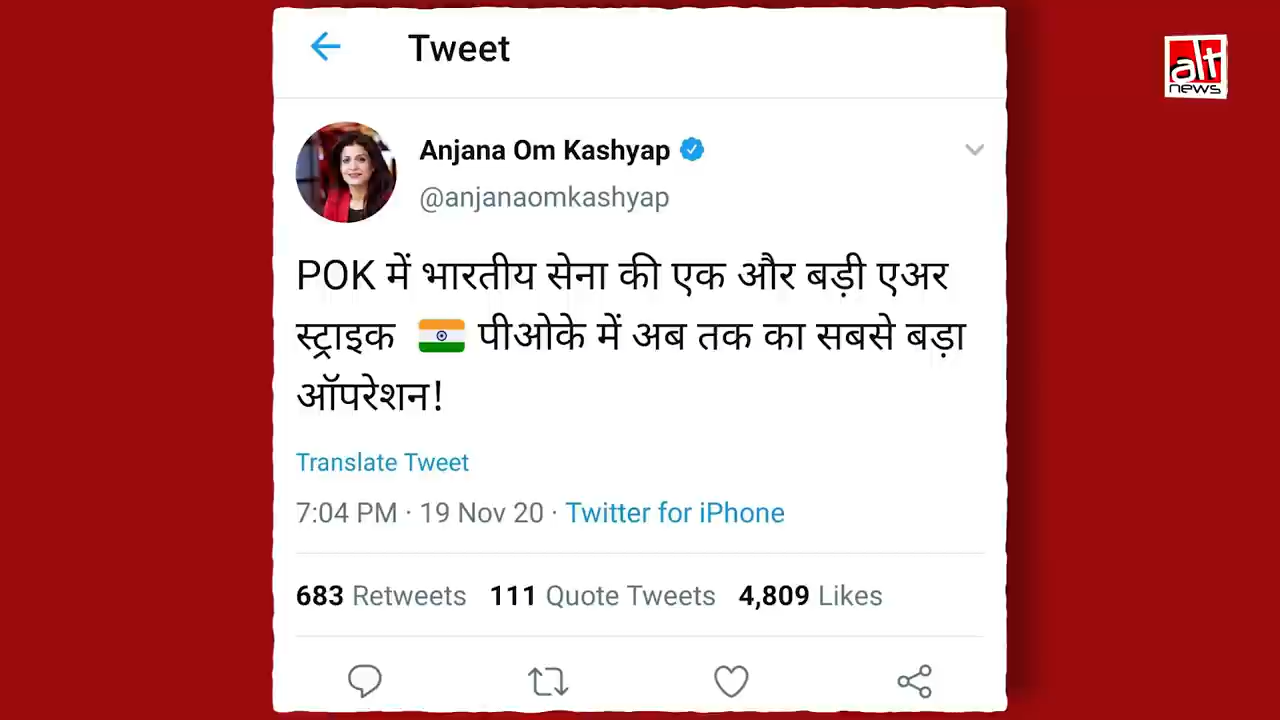 Tweet
alt
news
Anjana Om Kashyap
@anjanaomkashyap
POK में भारतीय सेना की एक और बड़ी एअर
स्ट्राइक 🇮🇳 पीओके में अब तक का सबसे बड़ा
ऑपरेशन!
Translate Tweet
7:04 PM · 19 Nov 20 · Twitter for iPhone
683 Retweets 111 Quote Tweets 4,809 Likes